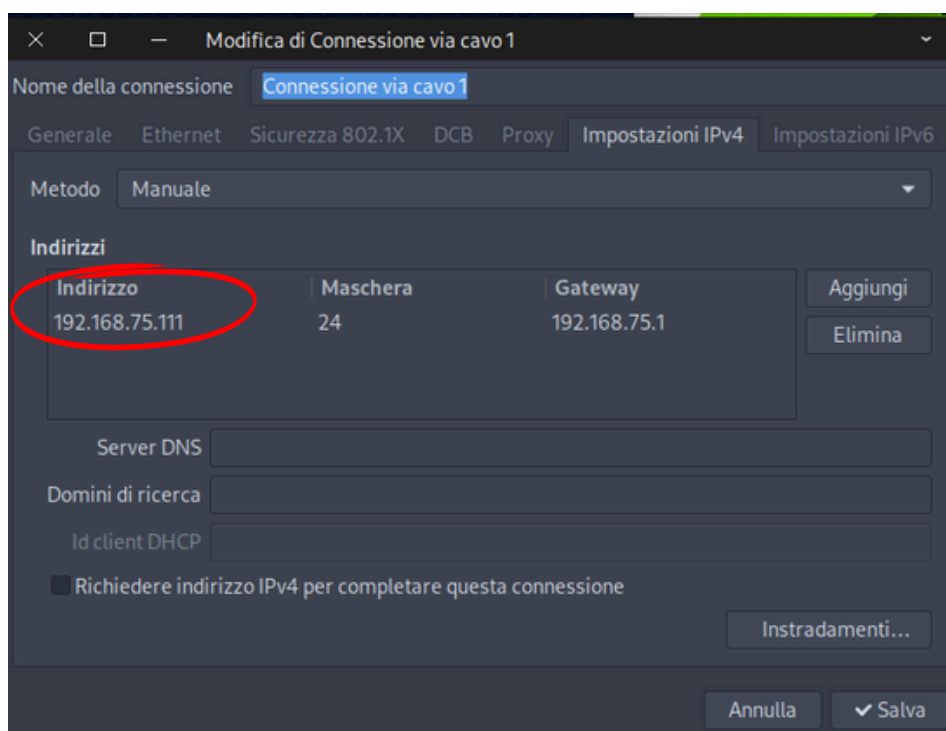 Modifica di Connessione via cavo 1
Nome della connessione Connessione via cavo 1
Generale Ethernet Sicurezza 802.1X DCB Proxy Impostazioni IPv4 Impostazioni IPv6
Metodo Manuale
Indirizzi
Indirizzo Maschera Gateway Aggiungi
192.168.75.111 24 192.168.75.1
Elimina
Server DNS
Domini di ricerca
Id client DHCP
Richiedere indirizzo IPv4 per completare questa connessione
Instradamenti...
Annulla Salva